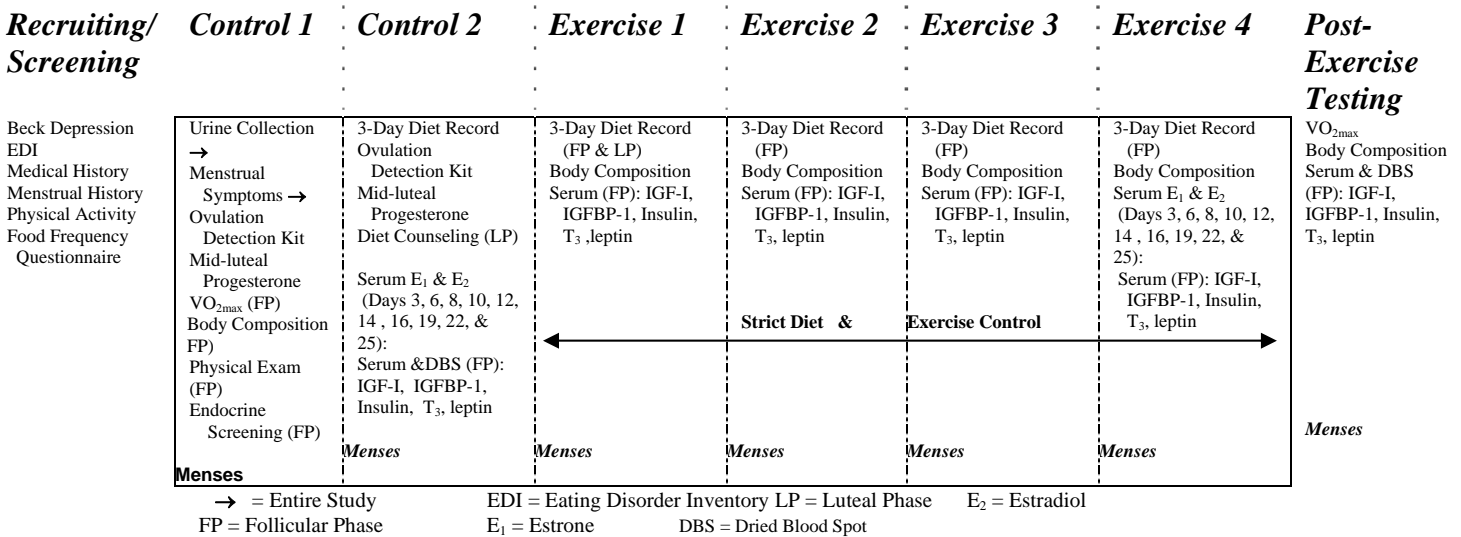 Recruiting/
Screening
Control 1
Control 2
Exercise 1
Exercise 2
Exercise 3
Exercise 4
Post-
Exercise
Testing
Beck Depression
EDI
Medical History
Menstrual History
Physical Activity
Food Frequency
Questionnaire
Urine Collection
→
Menstrual
Symptoms →
Ovulation
Detection Kit
Mid-luteal
Progesterone
VO2max (FP)
Body Composition
FP)
Physical Exam
(FP)
Endocrine
Screening (FP)
Menses
3-Day Diet Record
Ovulation
Detection Kit
Mid-luteal
Progesterone
Diet Counseling (LP)
Serum E1 & E2
(Days 3, 6, 8, 10, 12,
14 , 16, 19, 22, &
25):
Serum &DBS (FP):
IGF-I, IGFBP-1,
Insulin, T3, leptin
Menses
3-Day Diet Record
(FP & LP)
Body Composition
Serum (FP): IGF-I,
IGFBP-1, Insulin,
T3 ,leptin
Menses
3-Day Diet Record
(FP)
Body Composition
Serum (FP): IGF-I,
IGFBP-1, Insulin,
T3, leptin
Strict Diet & Exercise Control
Menses
3-Day Diet Record
(FP)
Body Composition
Serum (FP): IGF-I,
IGFBP-1, Insulin,
T3, leptin
Menses
3-Day Diet Record
(FP)
Body Composition
Serum E1 & E2
(Days 3, 6, 8, 10, 12,
14 , 16, 19, 22, &
25):
Serum (FP): IGF-I,
IGFBP-1, Insulin,
T3, leptin
Menses
VO2max
Body Composition
Serum & DBS
(FP): IGF-I,
IGFBP-1, Insulin,
T3, leptin
Menses
→ = Entire Study EDI = Eating Disorder Inventory LP = Luteal Phase E2 = Estradiol
FP = Follicular Phase E1 = Estrone DBS = Dried Blood Spot